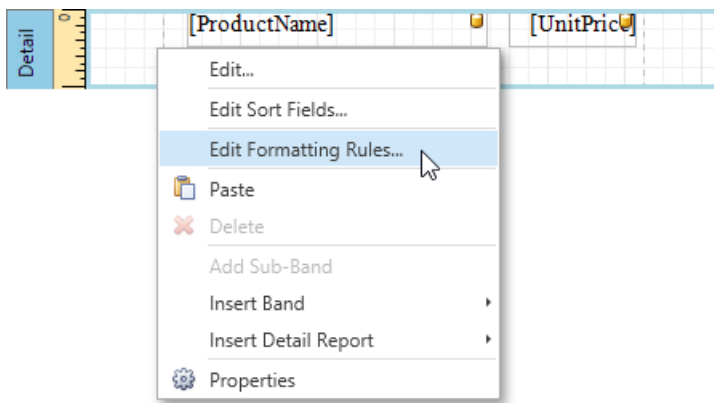 Detail
0
[ProductName]
[UnitPrice]
Edit...
Edit Sort Fields...
Edit Formatting Rules...
Paste
Delete
Add Sub-Band
Insert Band
Insert Detail Report
Properties